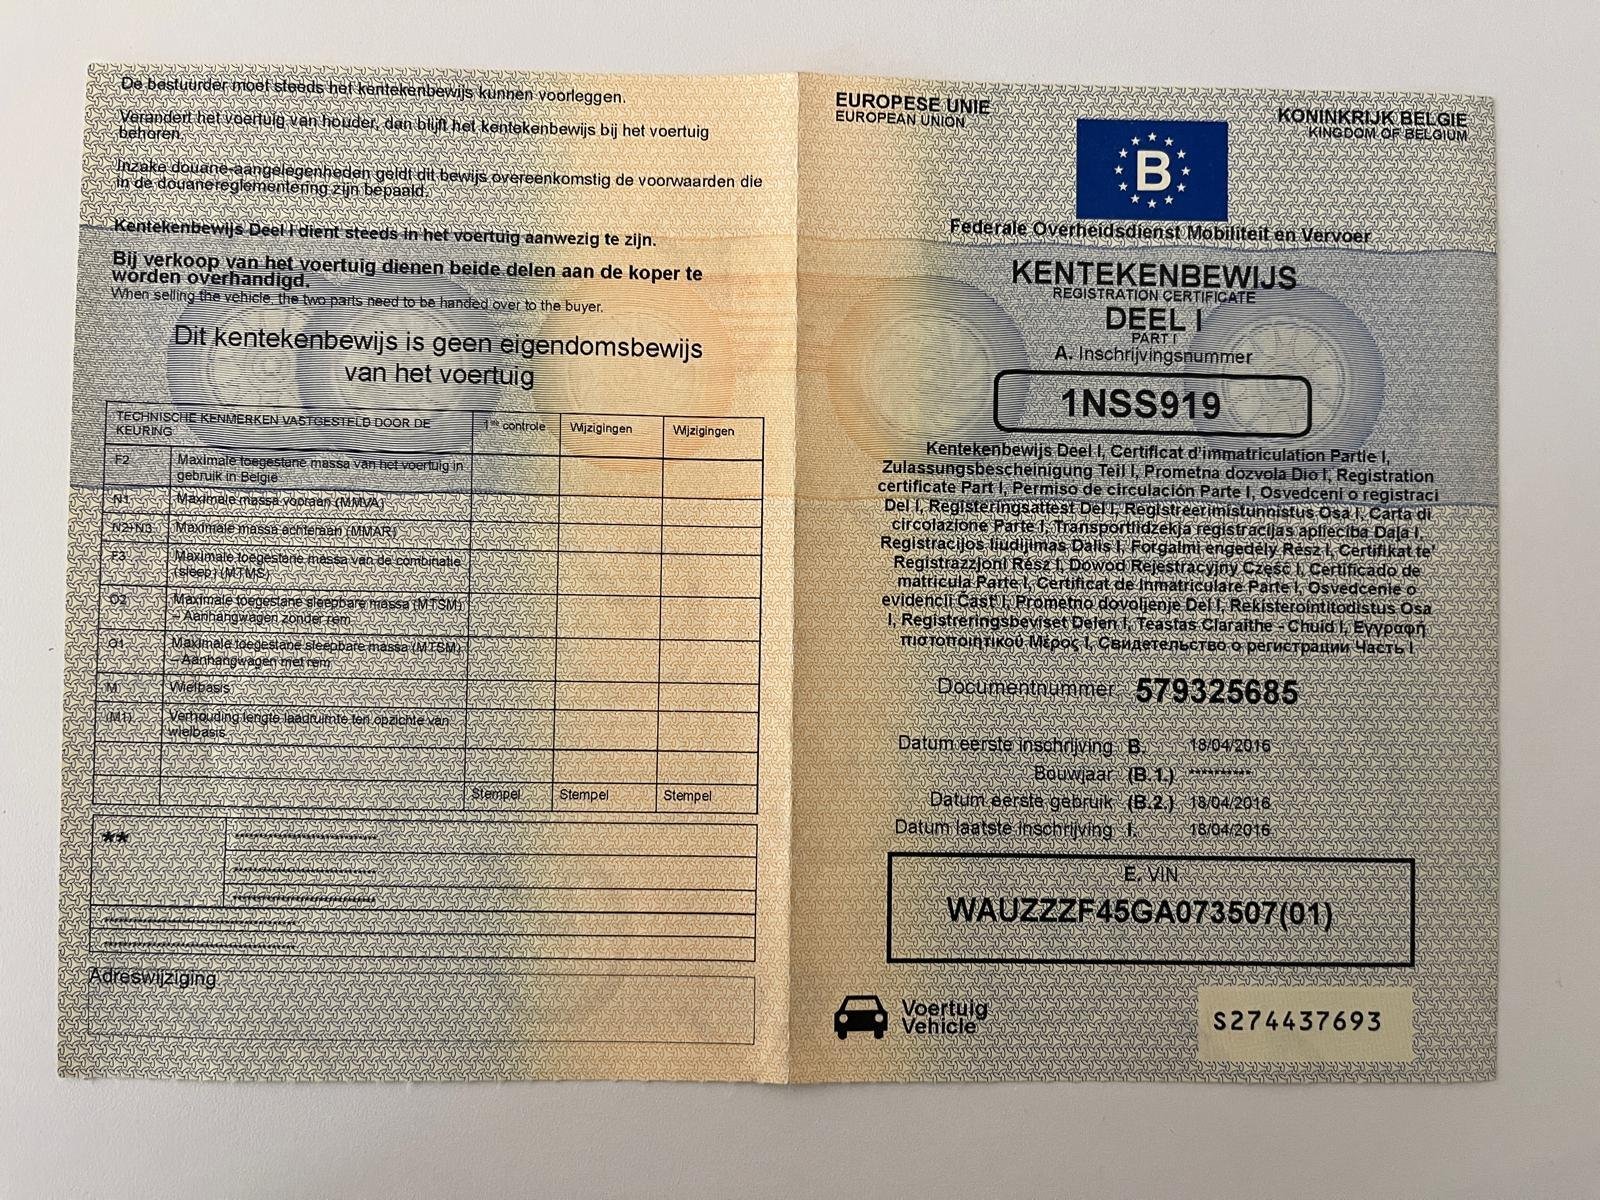 De bestuurder moet steeds het kentekenbewijs kunnen voorleggen.
Verandert het voertuig van houder, dan blijft het kentekenbewijs bij het voertuig
behoren.
Inzake douane-aangelegenheden geldt dit bewijs overeenkomstig de voorwaarden die
in de douanereglementering zijn bepaald.
Kentekenbewijs Deel I dient steeds in het voertuig aanwezig te zijn.
Bij verkoop van het voertuig dienen beide delen aan de koper te
worden overhandigd.
When selling the vehicle, the two parts need to be handed over to the buyer.
Dit kentekenbewijs is geen eigendomsbewijs
van het voertuig
TECHNISCHE KENMERKEN VASTGESTELD DOOR DE
KEURING
1ste controle
Wijzigingen
Wijzigingen
F2 Maximale toegestane massa van het voertuig in
gebruik in België
N1 Maximale massa vooraan (MMVA)
N2+N3 Maximale massa achteraan (MMAR)
F3 Maximale toegestane massa van de combinatie
(sleep) (MTMS)
O2 Maximale toegestane sleepbare massa (MTSM)
– Aanhangwagen zonder rem
O1 Maximale toegestane sleepbare massa (MTSM)
– Aanhangwagen met rem
M Wielbasis
(M1) Verhouding lengte laadruimte ten opzichte van
wielbasis
Stempel Stempel Stempel
**
Adreswijziging
EUROPESE UNIE
EUROPEAN UNION
KONINKRIJK BELGIE
KINGDOM OF BELGIUM
B
Federale Overheidsdienst Mobiliteit en Vervoer
KENTEKENBEWIJS
REGISTRATION CERTIFICATE
DEEL I
PART I
A. Inschrijvingsnummer
1NSS919
Kentekenbewijs Deel I, Certificat d'immatriculation Partie I,
Zulassungsbescheinigung Teil I, Prometna dozvola Dio I, Registration
certificate Part I, Permiso de circulación Parte I, Osvedceni o registraci
Del I, Registeringsattest Del I, Registreerimistunnistus Osa I, Carta di
circolazione Parte I, Transportlidzekja registracijas apliecība Daļa I,
Registracijos liudijimas Dalis I, Forgalmi engedély Rész I, Certifikat te'
Registrazzjoni Rész I, Dowod Rejestracyjny Część I, Certificado de
matrícula Parte I, Certificat de Inmatriculare Parte I, Osvedcenie o
evidencii Časť I, Prometno dovoljenje Del I, Rekisteröintitodistus Osa
I, Registreringsbeviset Delen I, Teastas Claraithe - Chuid I, Εγγραφή
πιστοποιητικού Μέρος I, Свидетельство о регистрации Часть I
Documentnummer 579325685
Datum eerste inschrijving B. 18/04/2016
Bouwjaar (B.1.) **********
Datum eerste gebruik (B.2.) 18/04/2016
Datum laatste inschrijving I. 18/04/2016
E. VIN
WAUZZZF45GA073507(01)
Voertuig
Vehicle
S274437693